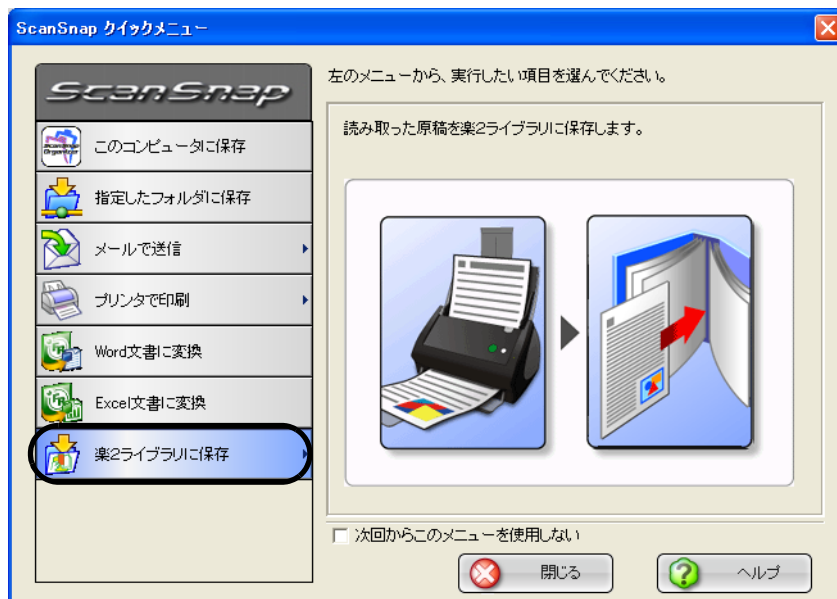 ScanSnap クイックメニュー
ScanSnap
このコンピュータに保存
指定したフォルダに保存
メールで送信
プリンタで印刷
Word文書に変換
Excel文書に変換
楽2ライブラリに保存
左のメニューから、実行したい項目を選んでください。
読み取った原稿を楽2ライブラリに保存します。
次回からこのメニューを使用しない
閉じる
ヘルプ